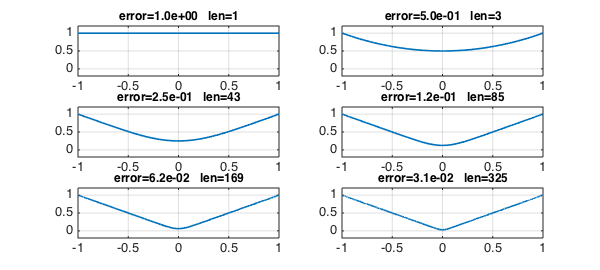 error=1.0e+00 len=1
1
0.5
0
-1 -0.5 0 0.5 1
error=5.0e-01 len=3
1
0.5
0
-1 -0.5 0 0.5 1
error=2.5e-01 len=43
1
0.5
0
-1 -0.5 0 0.5 1
error=1.2e-01 len=85
1
0.5
0
-1 -0.5 0 0.5 1
error=6.2e-02 len=169
1
0.5
0
-1 -0.5 0 0.5 1
error=3.1e-02 len=325
1
0.5
0
-1 -0.5 0 0.5 1